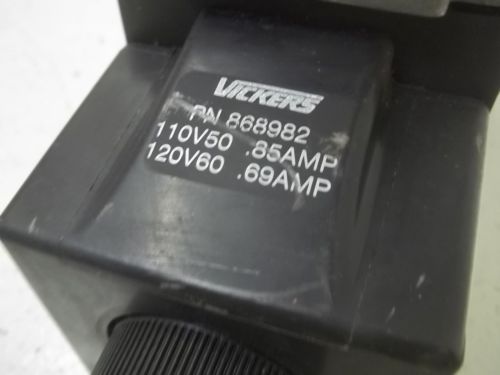 VICKERS
PN 868982
110V50 .85AMP
120V60 .69AMP